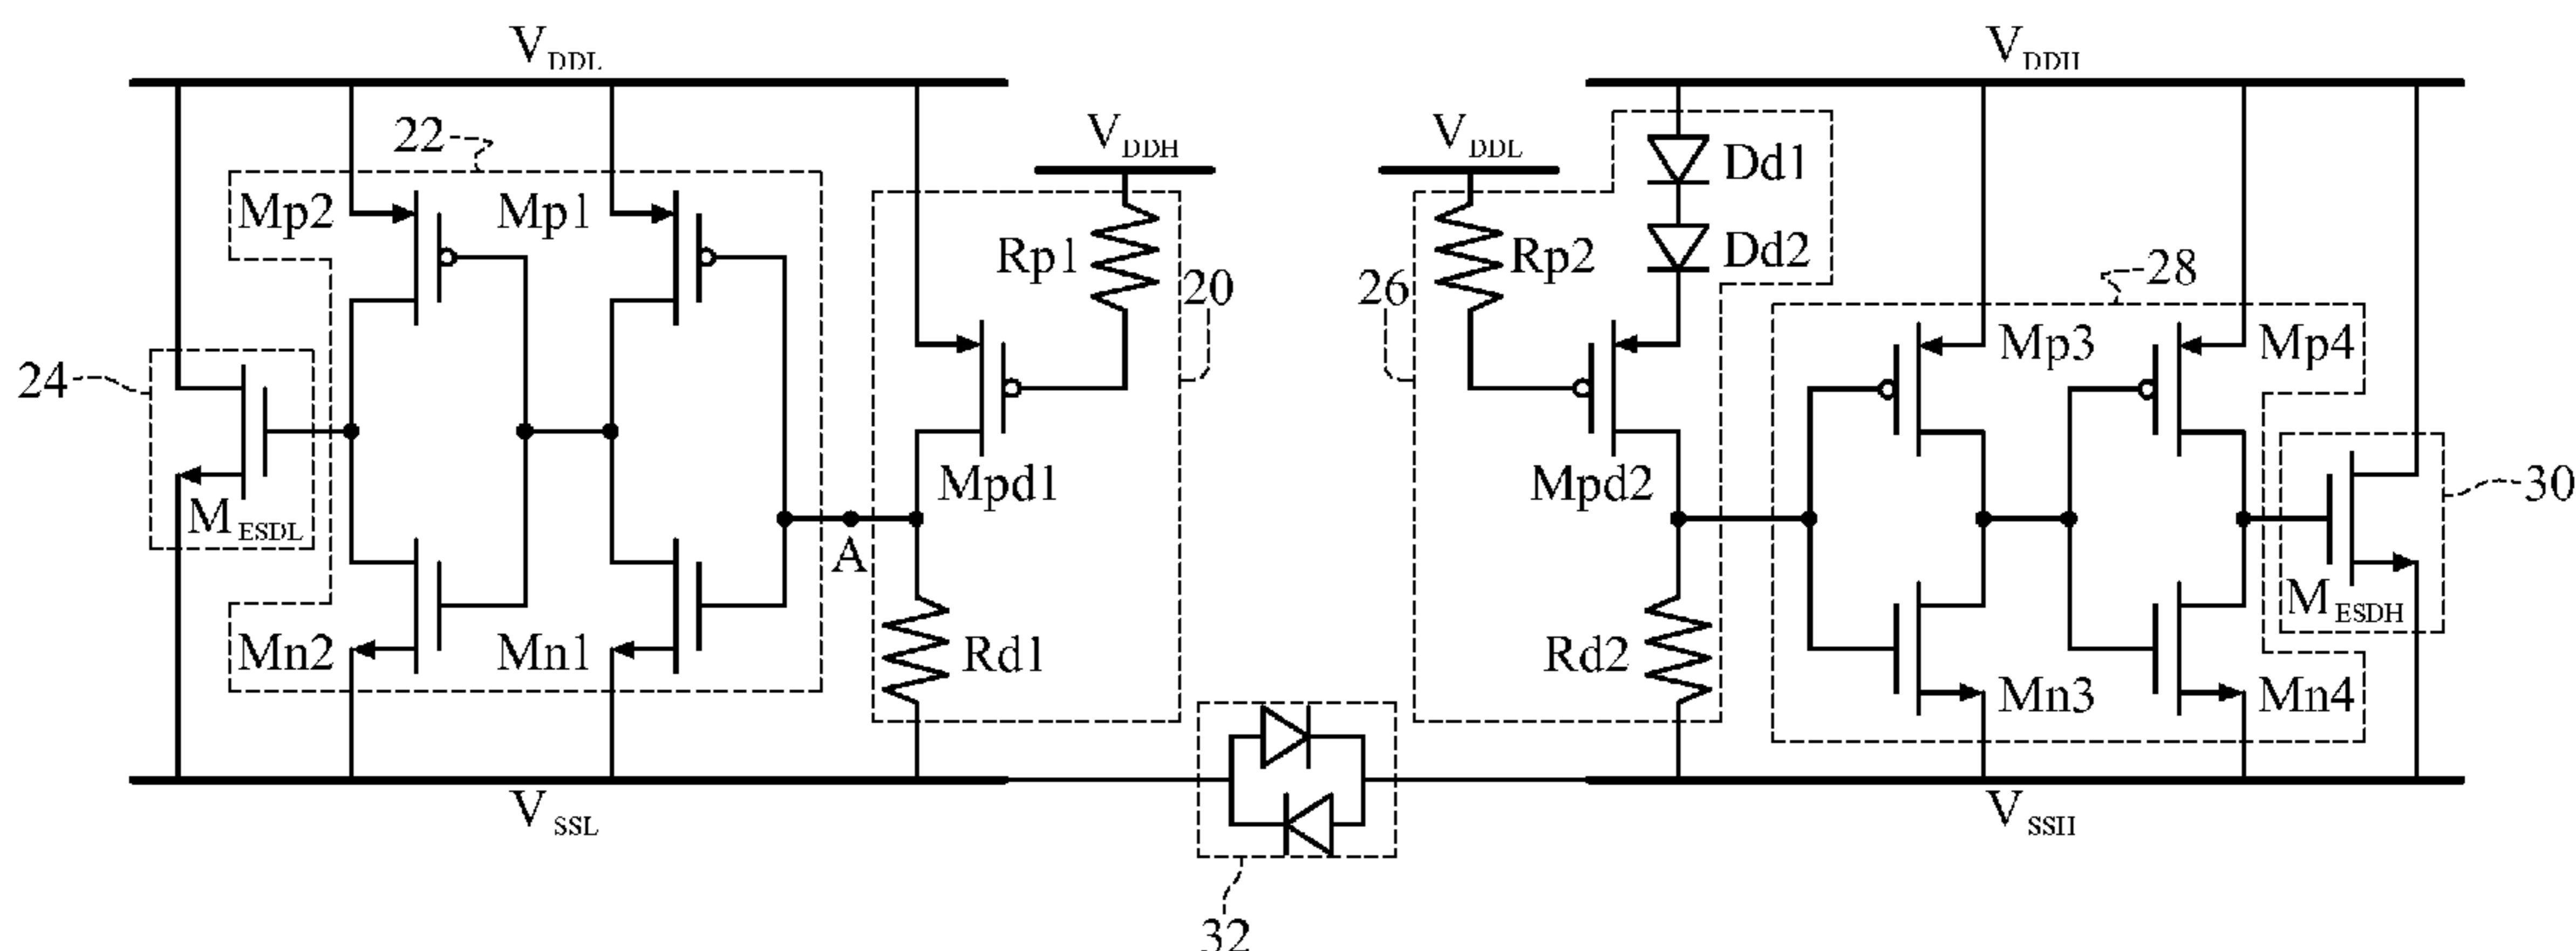 VDDL
VDDH
22
VDDH
VDDL
Dd1
Mp2
Mp1
Rp1
Rp2
Dd2
20
26
28
24
Mp3
Mp4
Mpd1
Mpd2
30
MESDL
A
MESDH
Mn2
Mn1
Rd1
Rd2
Mn3
Mn4
VSSL
VSSH
32